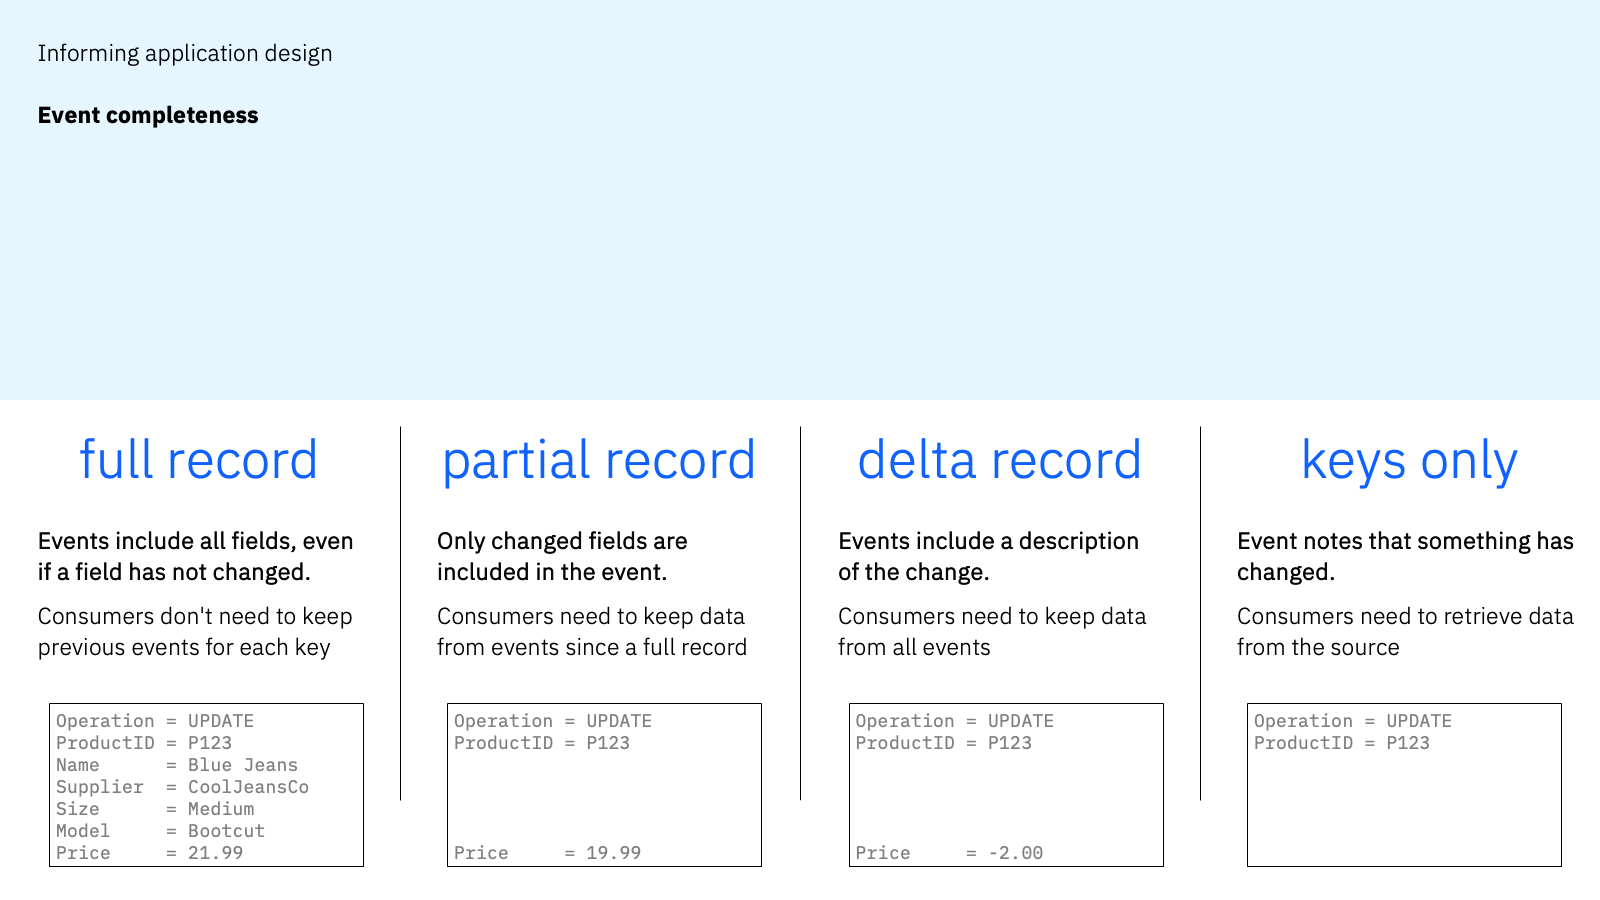 Informing application design
Event completeness
full record
Events include all fields, even
if a field has not changed.
Consumers don't need to keep
previous events for each key
Operation = UPDATE
ProductID = P123
Name      = Blue Jeans
Supplier  = CoolJeansCo
Size      = Medium
Model     = Bootcut
Price     = 21.99
partial record
Only changed fields are
included in the event.
Consumers need to keep data
from events since a full record
Operation = UPDATE
ProductID = P123
Price     = 19.99
delta record
Events include a description
of the change.
Consumers need to keep data
from all events
Operation = UPDATE
ProductID = P123
Price     = -2.00
keys only
Event notes that something has
changed.
Consumers need to retrieve data
from the source
Operation = UPDATE
ProductID = P123